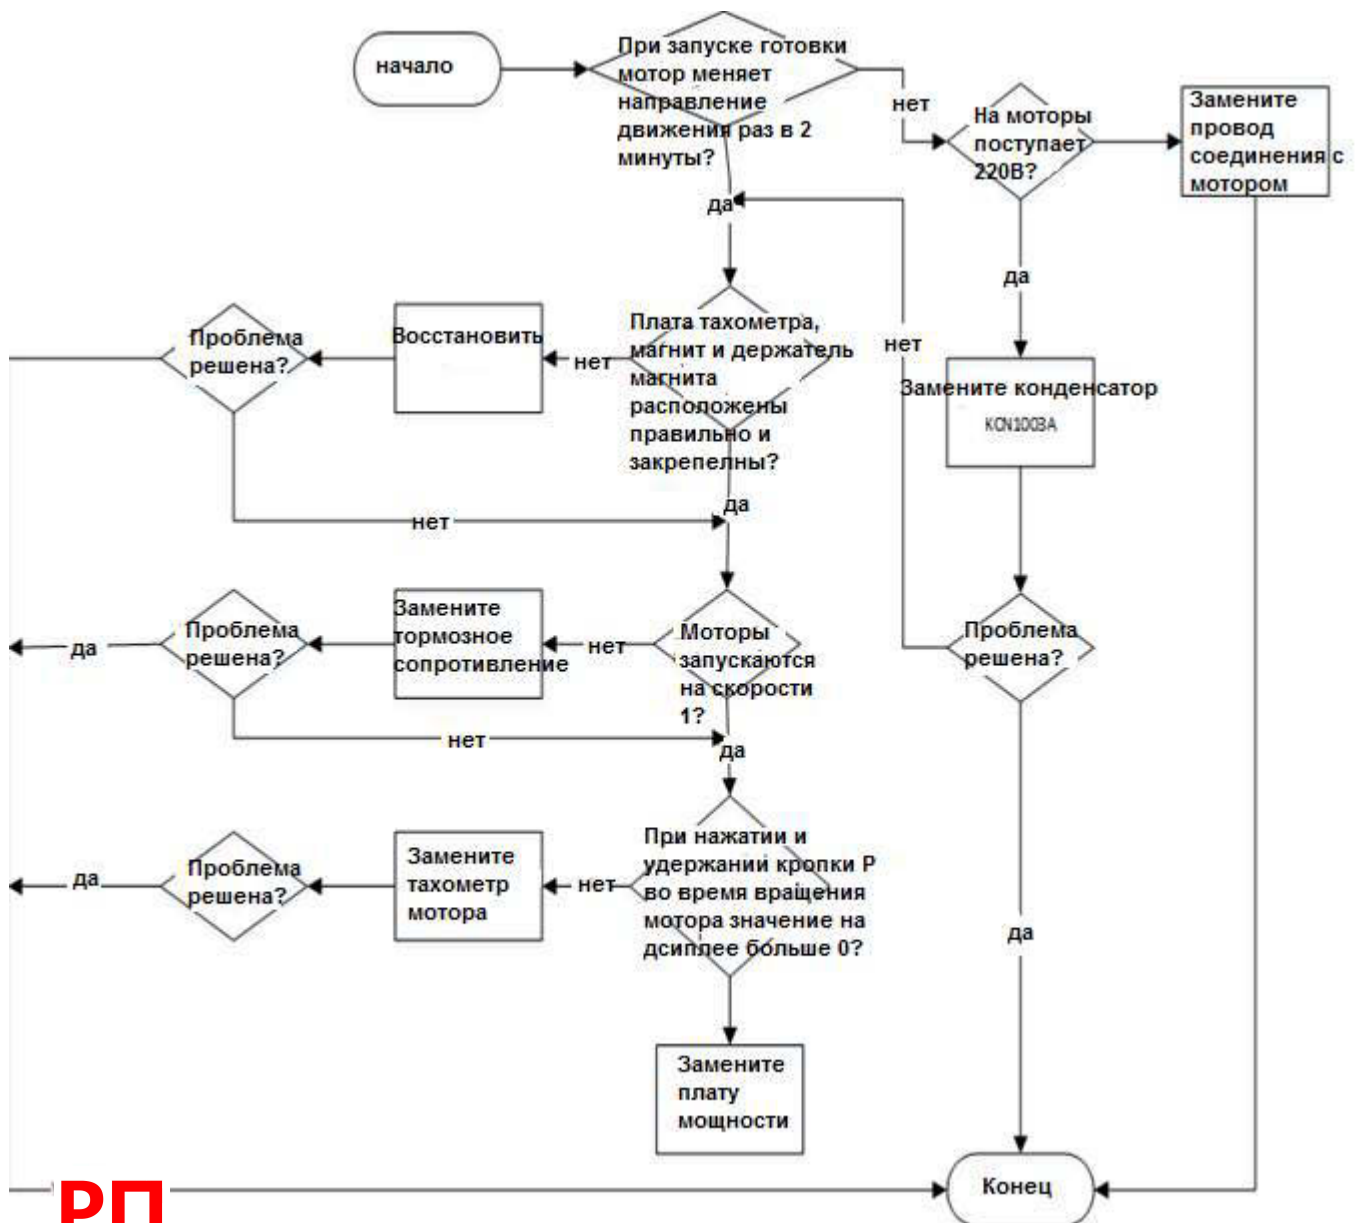 начало
При запуске готовки
мотор меняет
направление
движения раз в 2
минуты?
нет
На моторы
поступает
220В?
Замените
провод
соединения с
мотором
да
да
Проблема
решена?
Восстановить
нет
Плата тахометра,
магнит и держатель
магнита
расположены
правильно и
закрепелны?
нет
Замените конденсатор
KCN1003A
да
нет
да
Проблема
решена?
Замените
тормозное
сопротивление
нет
Моторы
запускаются
на скорости
1?
Проблема
решена?
нет
да
да
Проблема
решена?
Замените
тахометр
мотора
нет
При нажатии и
удержании кропки Р
во время вращения
мотора значение на
дсиплее больше 0?
да
Замените
плату
мощности
Конец
РП